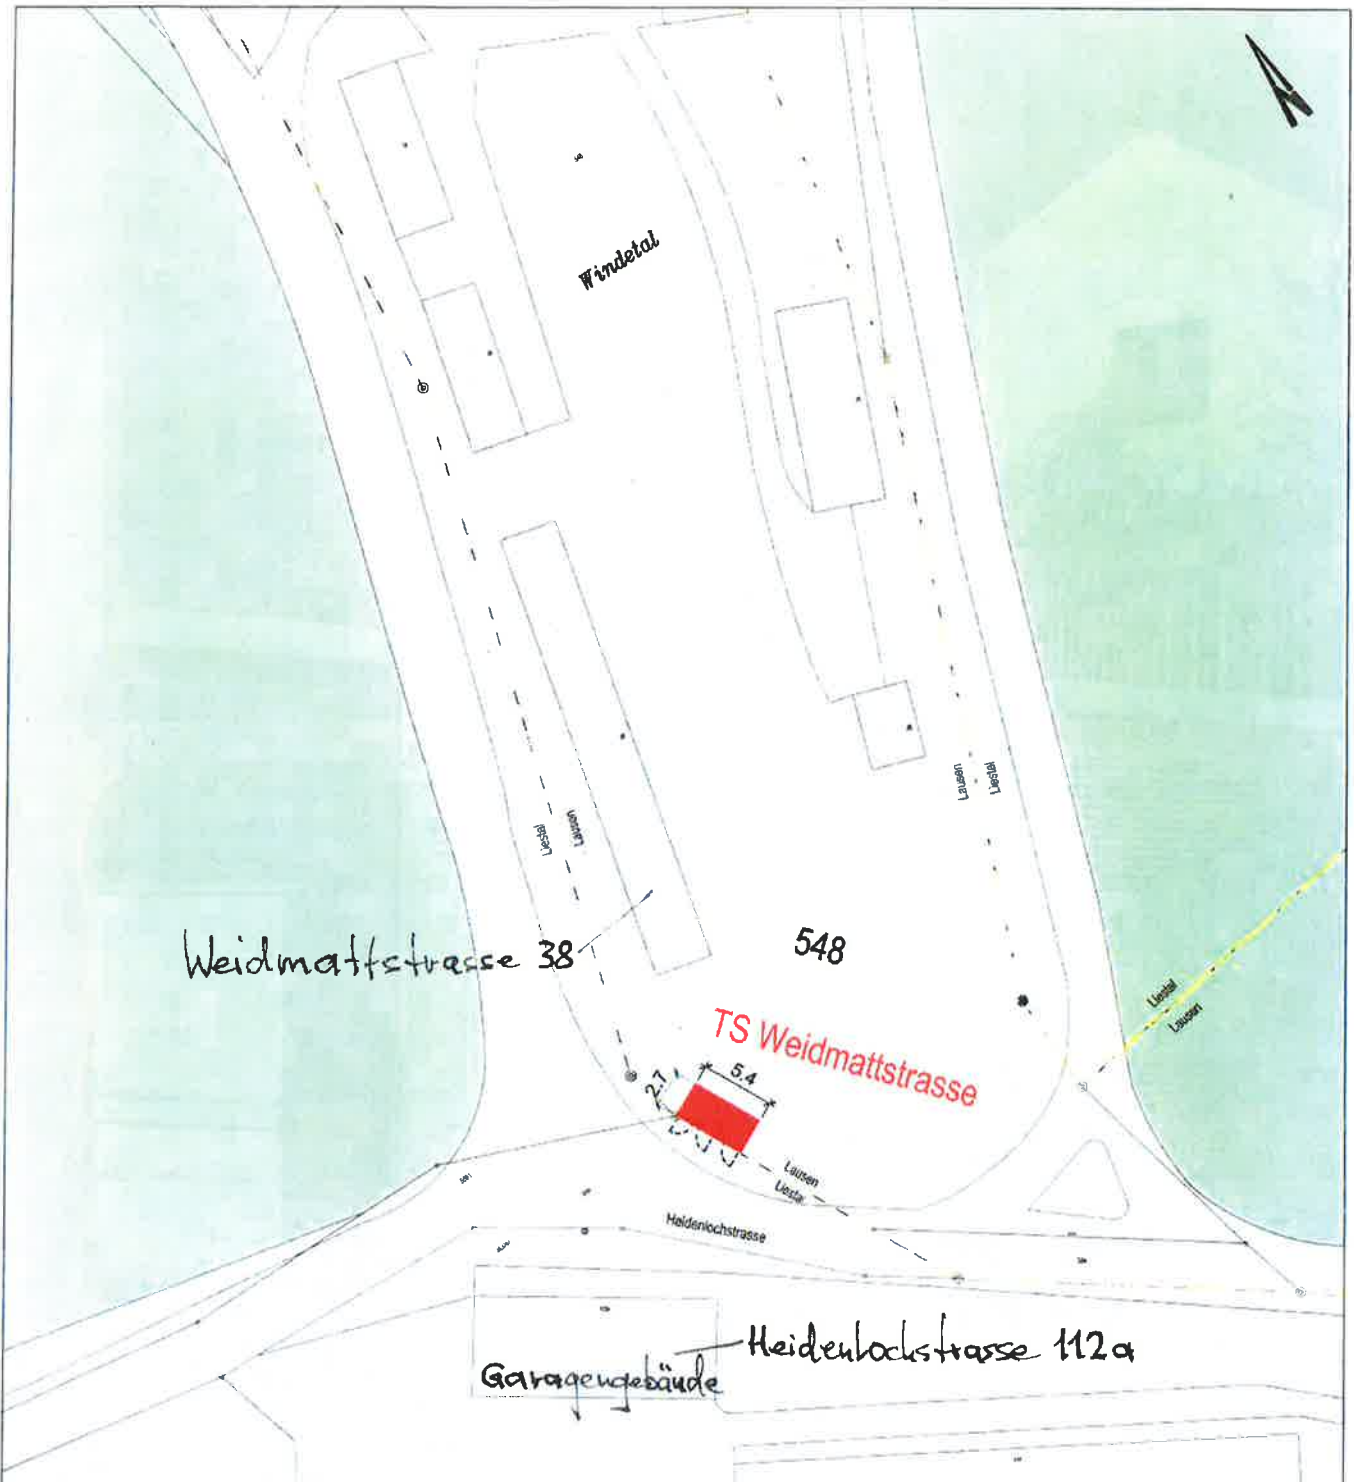 Windetal
Lausen
Liestal
Liestal
Lausen
Weidmattstrasse 38
548
Liestal
Lausen
TS Weidmattstrasse
5.4
2.7
Lausen
Liestal
Heidenlochstrasse
Heidenlochstrasse 112a
Garagengebäude